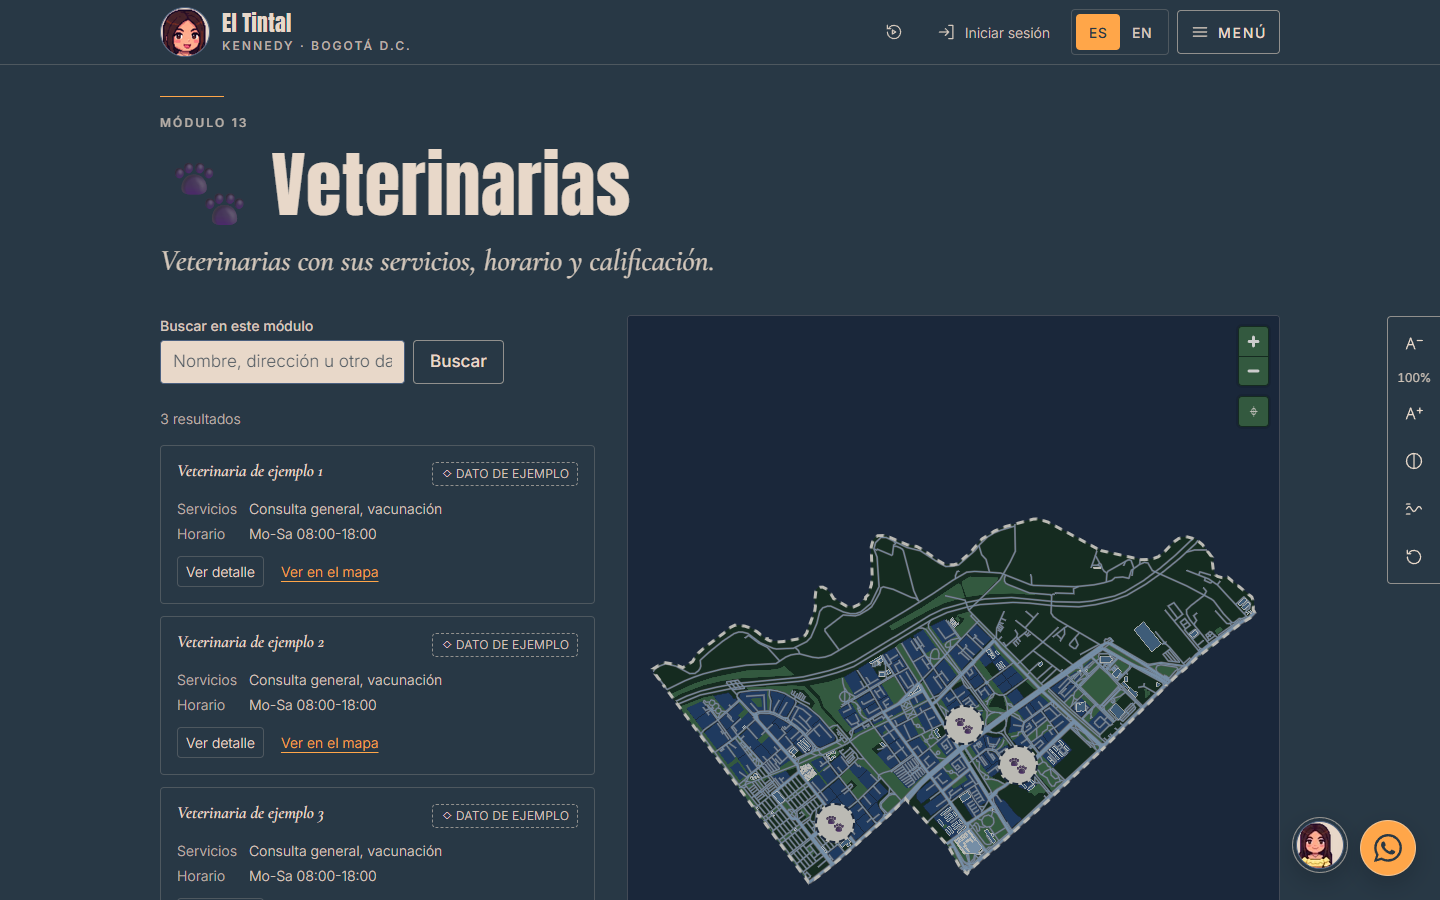 El Tintal
KENNEDY · BOGOTÁ D.C.
Iniciar sesión
ES
EN
MENÚ
MÓDULO 13
Veterinarias
Veterinarias con sus servicios, horario y calificación.
Buscar en este módulo
Nombre, dirección u otro da
Buscar
3 resultados
Veterinaria de ejemplo 1
DATO DE EJEMPLO
Servicios Consulta general, vacunación
Horario Mo-Sa 08:00-18:00
Ver detalle
Ver en el mapa
Veterinaria de ejemplo 2
DATO DE EJEMPLO
Servicios Consulta general, vacunación
Horario Mo-Sa 08:00-18:00
Ver detalle
Ver en el mapa
Veterinaria de ejemplo 3
DATO DE EJEMPLO
Servicios Consulta general, vacunación
Horario Mo-Sa 08:00-18:00
+
−
A−
100%
A+